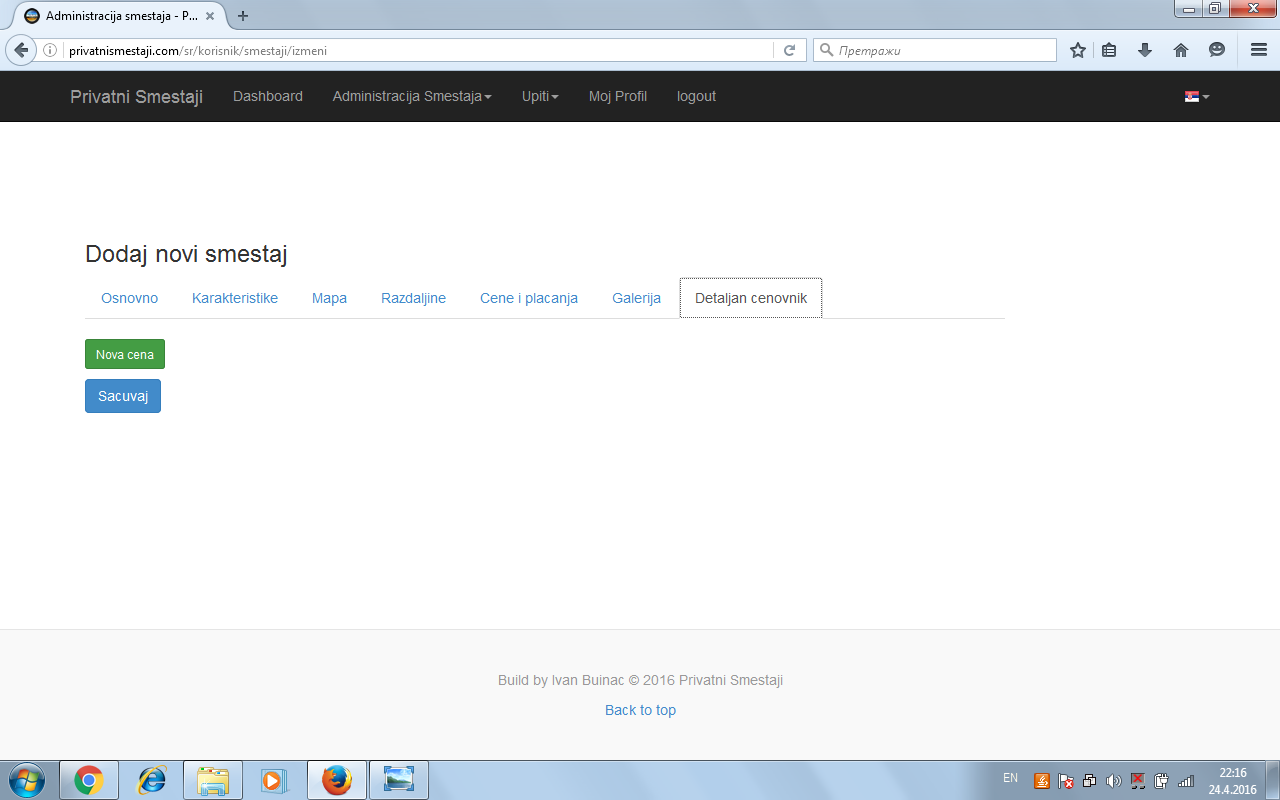 Administracija smestaja - P...
privatnismestaji.com/sr/korisnik/smestaji/izmeni
Претражи
Privatni Smestaji Dashboard Administracija Smestaja Upiti Moj Profil logout
Dodaj novi smestaj
Osnovno Karakteristike Mapa Razdaljine Cene i placanja Galerija Detaljan cenovnik
Nova cena
Sacuvaj
Build by Ivan Buinac © 2016 Privatni Smestaji
Back to top
EN
22:16
24.4.2016